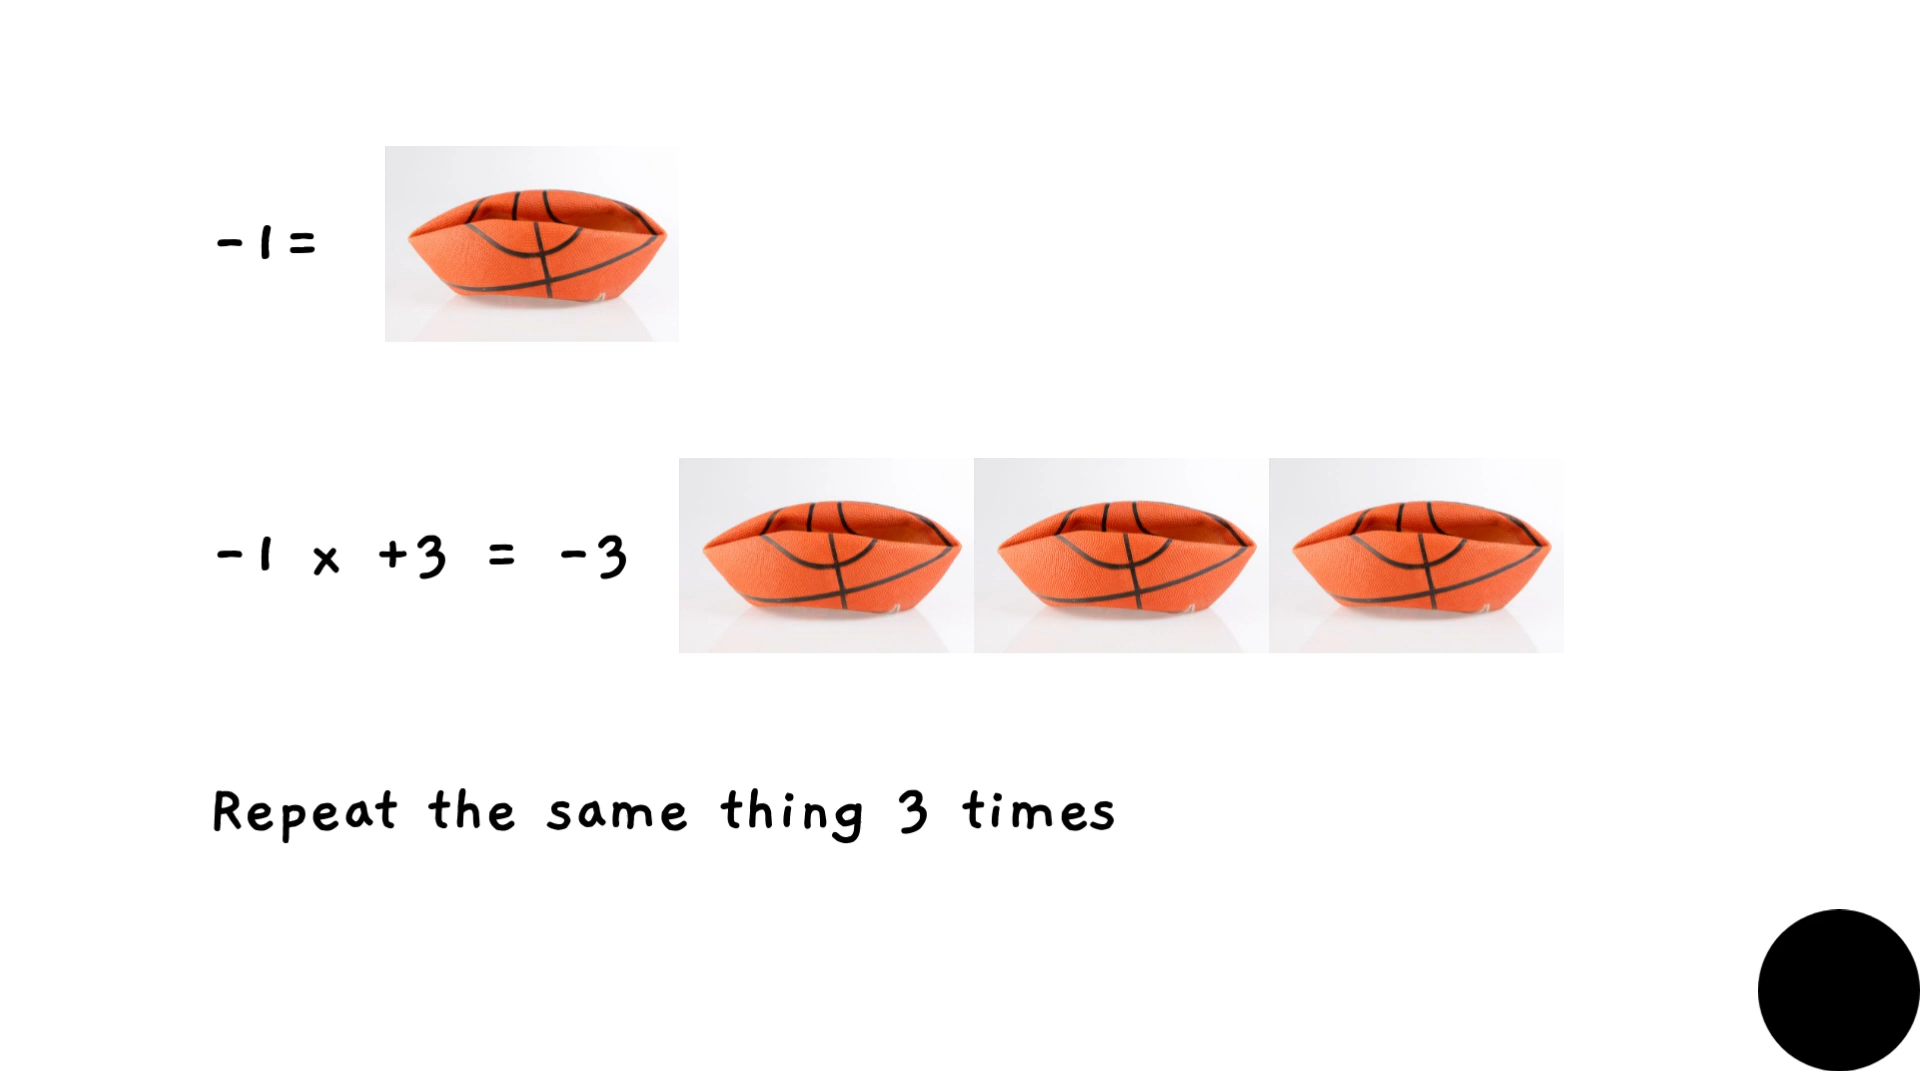 -1=
-1 x +3 = -3
Repeat the same thing 3 times